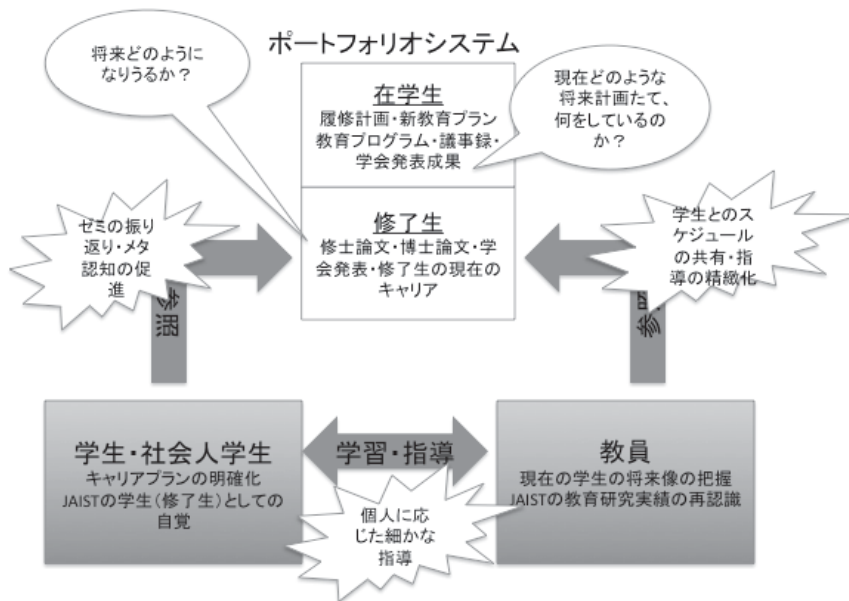 ポートフォリオシステム
将来どのように
なりうるか？
在学生
履修計画・新教育プラン
教育プログラム・議事録・
学会発表成果
現在どのような
将来計画たて、
何をしているの
か？
修了生
修士論文・博士論文・学
会発表・修了生の現在の
キャリア
ゼミの振り
返り・メタ
認知の促
進
学生とのス
ケジュール
の共有・指
導の精緻化
参照
参
学生・社会人学生
キャリアプランの明確化
JAISTの学生（修了生）としての
自覚
学習・指導
個人に応
じた細かな
指導
教員
現在の学生の将来像の把握
JAISTの教育研究実績の再認識